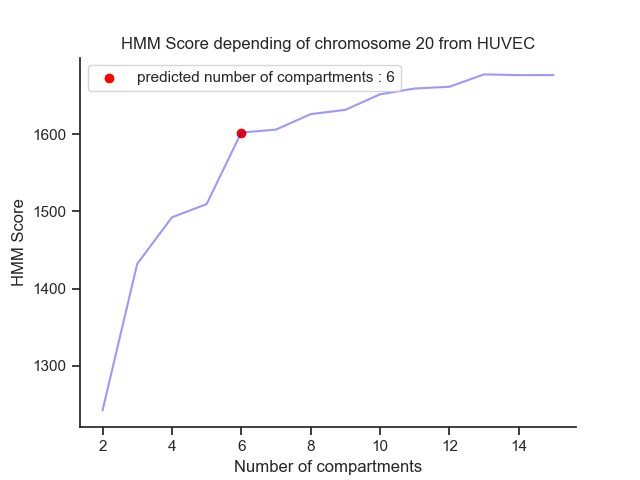 HMM Score depending of chromosome 20 from HUVEC
predicted number of compartments : 6
1600
1500
1400
1300
HMM Score
2 4 6 8 10 12 14
Number of compartments